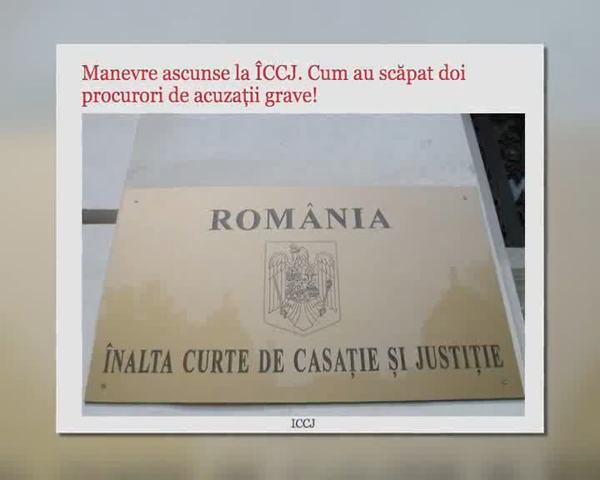 Manevre ascunse la ÎCCJ. Cum au scăpat doi
procurori de acuzații grave!
ROMÂNIA
ÎNALTA CURTE DE CASAȚIE ȘI JUSTIȚIE
ICCJ